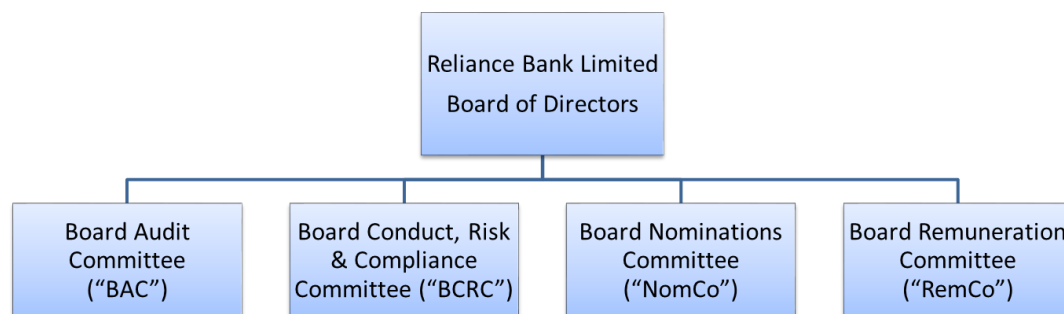 Reliance Bank Limited
Board of Directors
Board Audit
Committee
(“BAC”)
Board Conduct, Risk
& Compliance
Committee (“BCRC”)
Board Nominations
Committee
(“NomCo”)
Board Remuneration
Committee
(“RemCo”)